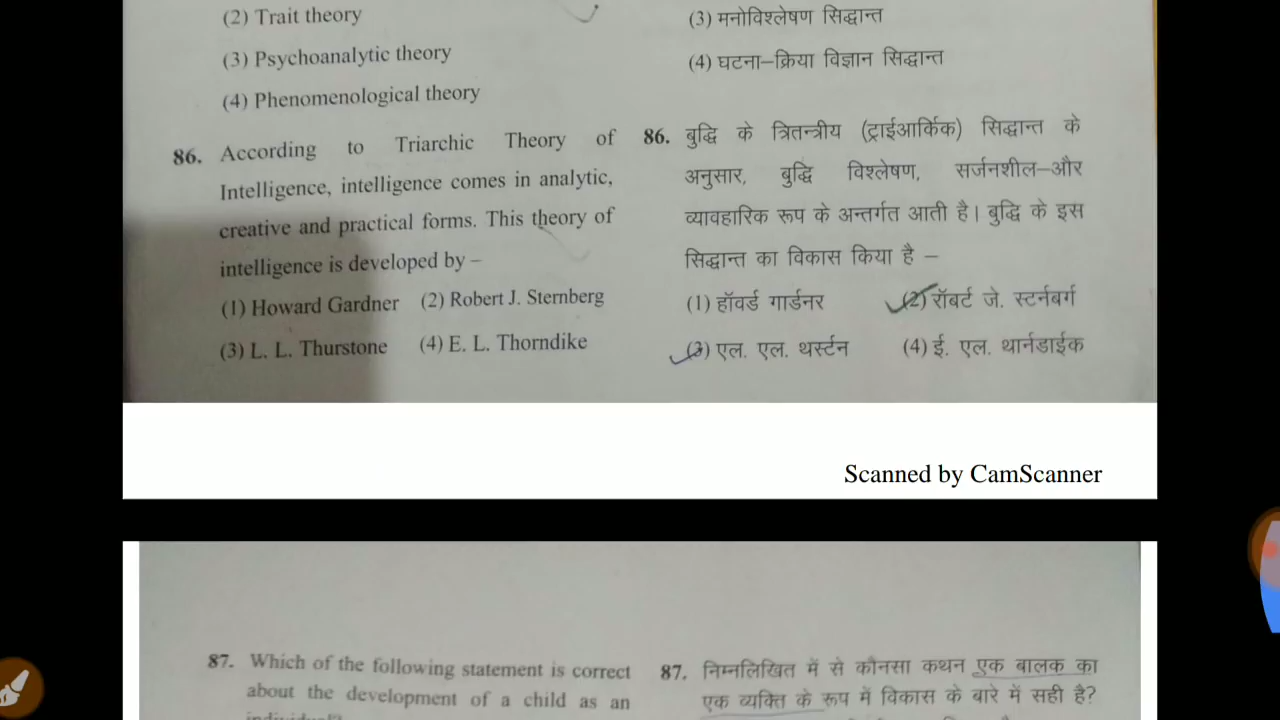 (2) Trait theory
(3) Psychoanalytic theory
(4) Phenomenological theory
86. According to Triarchic Theory of
Intelligence, intelligence comes in analytic,
creative and practical forms. This theory of
intelligence is developed by –
(1) Howard Gardner (2) Robert J. Sternberg
(3) L. L. Thurstone (4) E. L. Thorndike
(3) मनोविश्लेषण सिद्धान्त
(4) घटना–क्रिया विज्ञान सिद्धान्त
86. बुद्धि के त्रितन्त्रीय (ट्राईआर्किक) सिद्धान्त के
अनुसार, बुद्धि विश्लेषण, सर्जनशील–और
व्यावहारिक रूप के अन्तर्गत आती है। बुद्धि के इस
सिद्धान्त का विकास किया है –
(1) हॉवर्ड गार्डनर (2) रॉबर्ट जे. स्टर्नबर्ग
(3) एल. एल. थर्स्टन (4) ई. एल. थार्नडाईक
Scanned by CamScanner
87. Which of the following statement is correct
about the development of a child as an
87. निम्नलिखित में से कौनसा कथन एक बालक का
एक व्यक्ति के रूप में विकास के बारे में सही है?